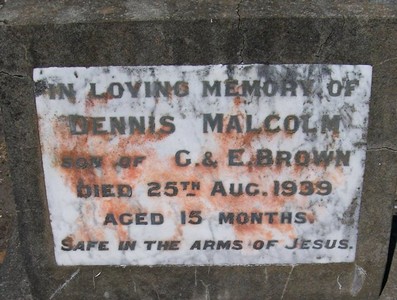 IN LOVING MEMORY OF
DENNIS MALCOLM
SON OF G. & E. BROWN
DIED 25TH AUG. 1939
AGED 15 MONTHS.
SAFE IN THE ARMS OF JESUS.